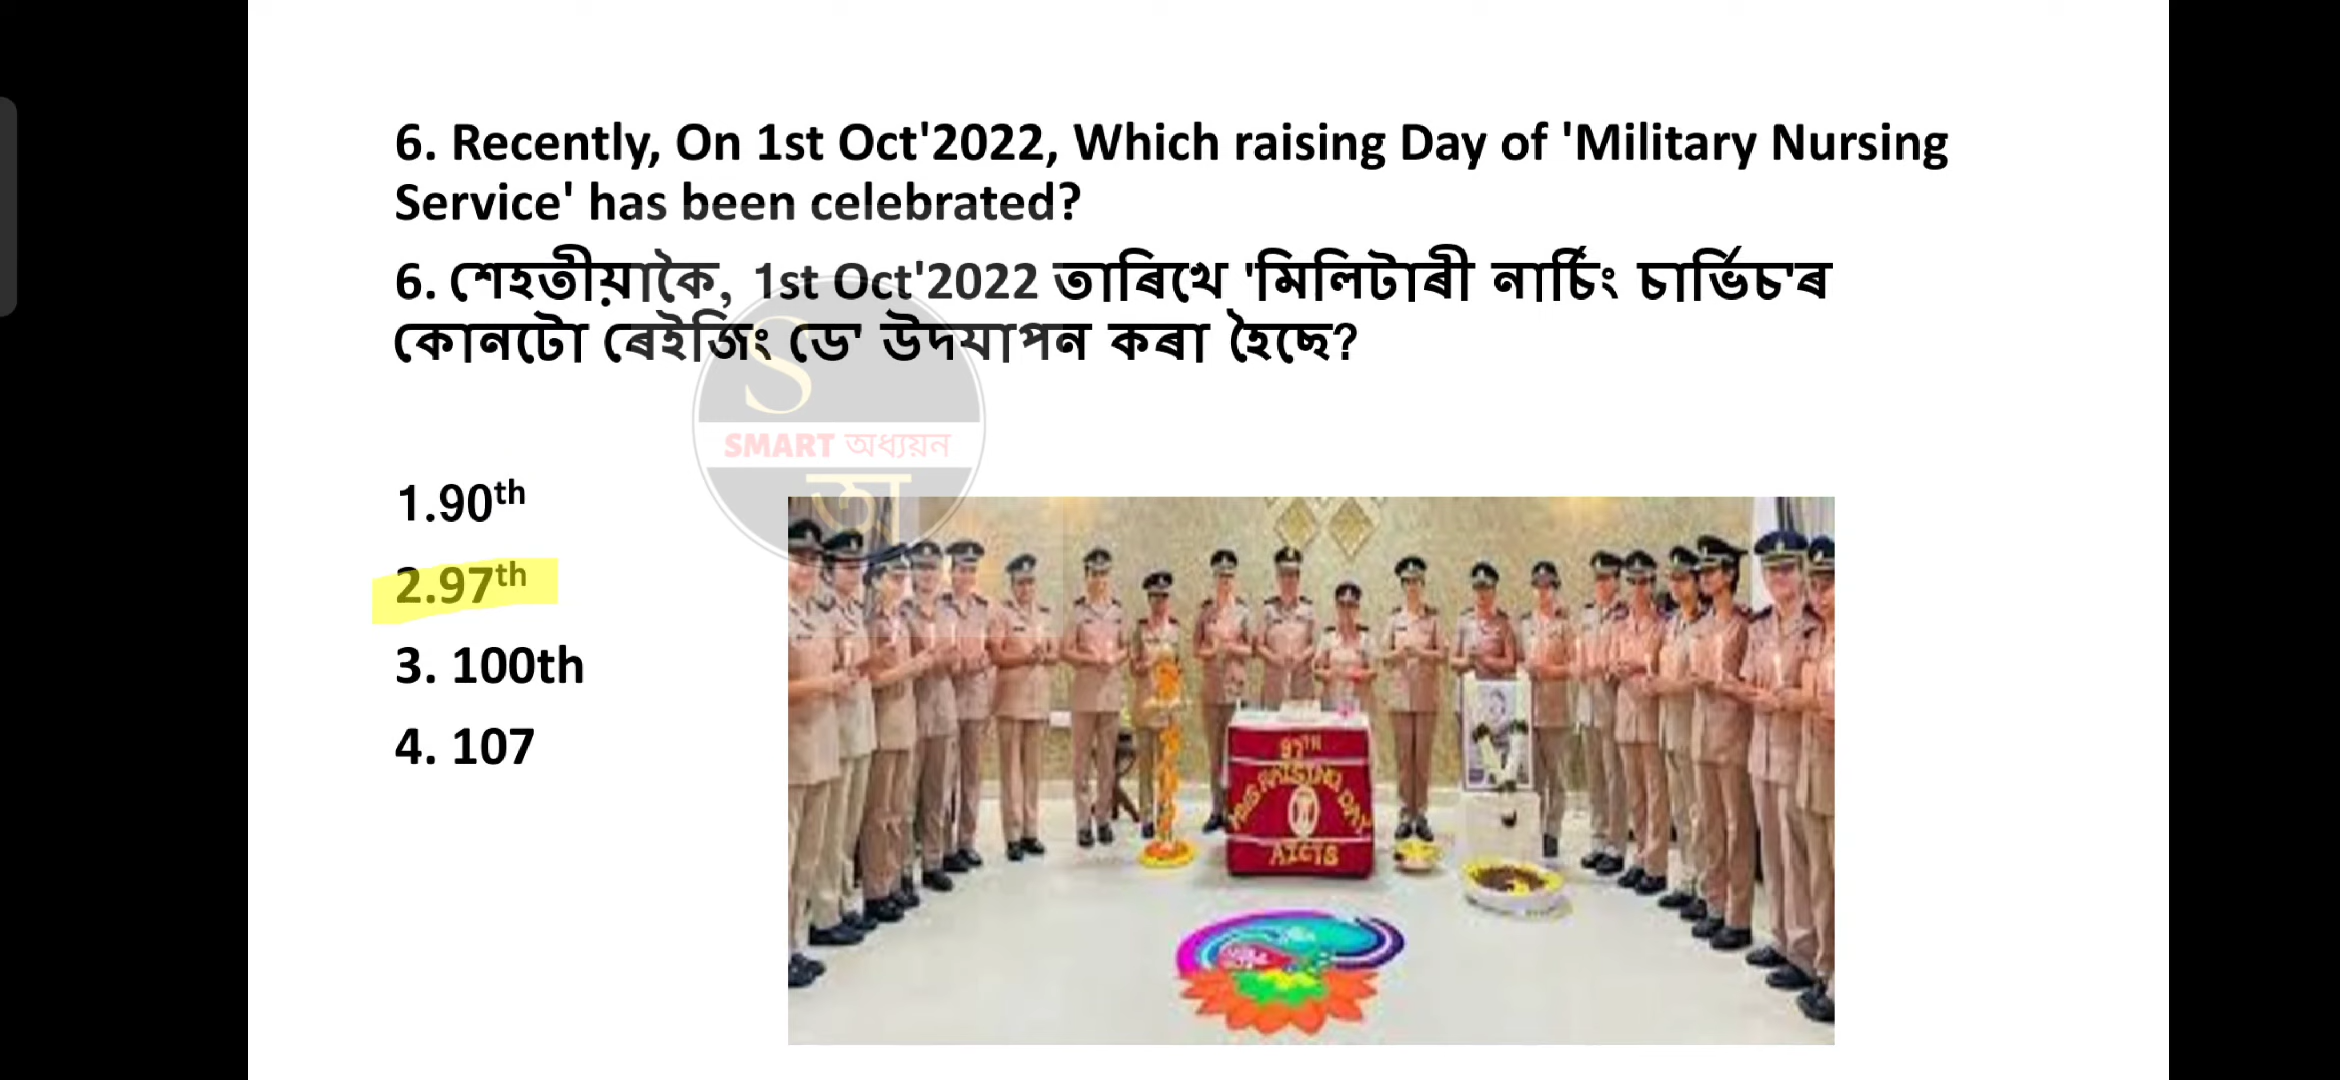 6. Recently, On 1st Oct'2022, Which raising Day of 'Military Nursing
Service' has been celebrated?
6. শেহতীয়াকৈ, 1st Oct'2022 তাৰিখে 'মিলিটাৰী নাৰ্চিং চাৰ্ভিচ'ৰ
কোনটো ৰেইজিং ডে' উদযাপন কৰা হৈছে?
S
SMART অধ্যয়ন
তা
1.90th
2.97th
3. 100th
4. 107
97TH
MNS RAISING DAY
AICTS